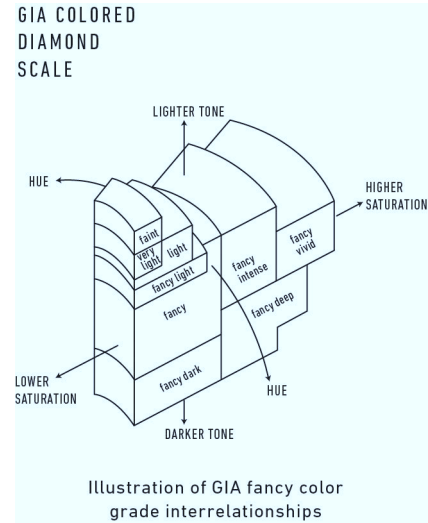 GIA COLORED
DIAMOND
SCALE
LIGHTER TONE
HUE
HIGHER
SATURATION
faint
very
light
light
fancy light
fancy
intense
fancy
vivid
fancy
fancy deep
fancy dark
LOWER
SATURATION
HUE
DARKER TONE
Illustration of GIA fancy color
grade interrelationships